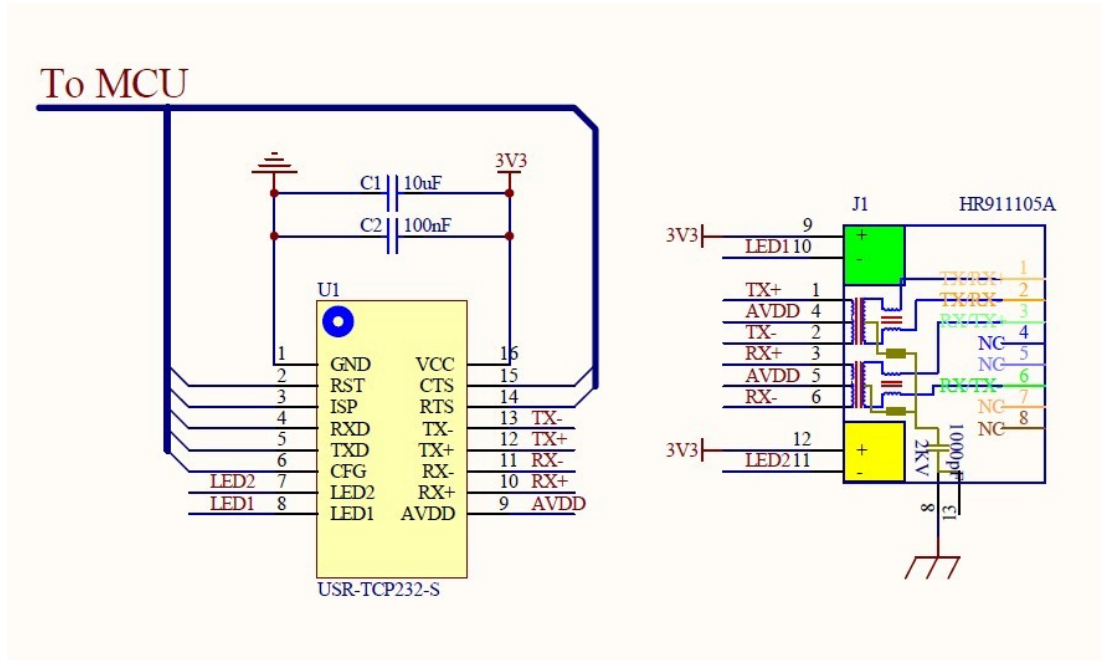 To MCU
3V3
C1 10uF
C2 100nF
U1
1 GND VCC 16
2 RST CTS 15
3 ISP RTS 14
4 RXD TX- 13 TX-
5 TXD TX+ 12 TX+
6 CFG RX- 11 RX-
LED2 7 LED2 RX+ 10 RX+
LED1 8 LED1 AVDD 9 AVDD
USR-TCP232-S
J1 HR911105A
3V3 9 +
LED1 10 -
TX+ 1 TX/RX+ 1
AVDD 4 TX/RX- 2
TX- 2 RX/TX+ 3
RX+ 3 NC 4
AVDD 5 NC 5
RX- 6 RX/TX- 6
NC 7
NC 8
3V3 12 +
LED2 11 -
1000pF
2KV
8 13